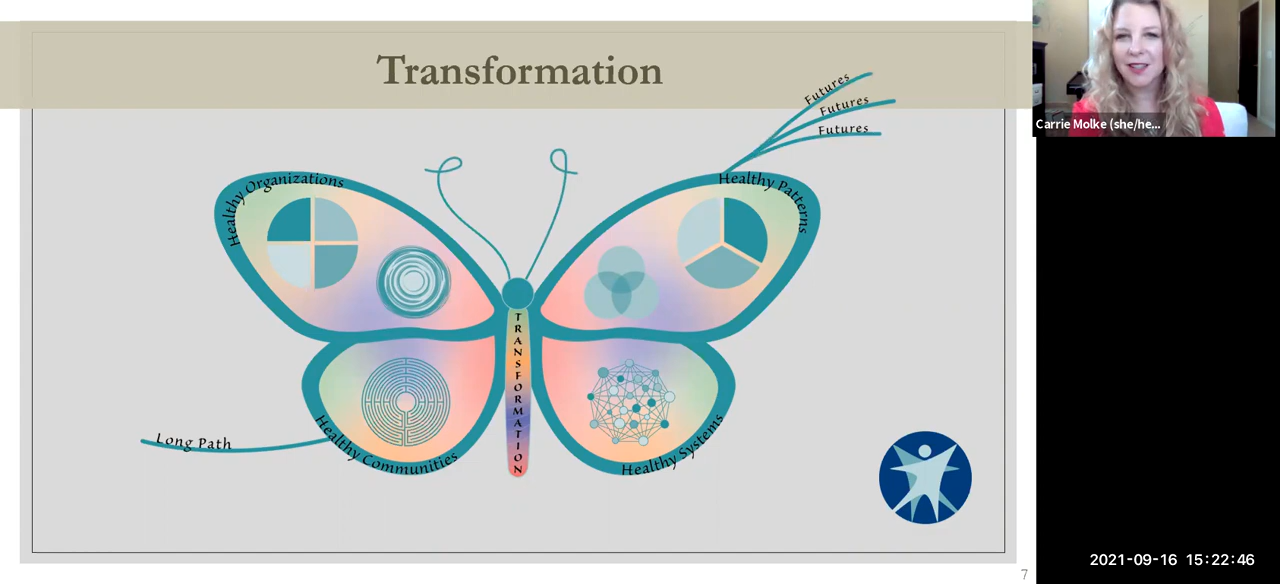 Transformation
Futures
Futures
Futures
Healthy Organizations
Healthy Patterns
TRANSFORMATION
Long Path
Healthy Communities
Healthy Systems
7
Carrie Molke (she/he...
2021-09-16 15:22:46